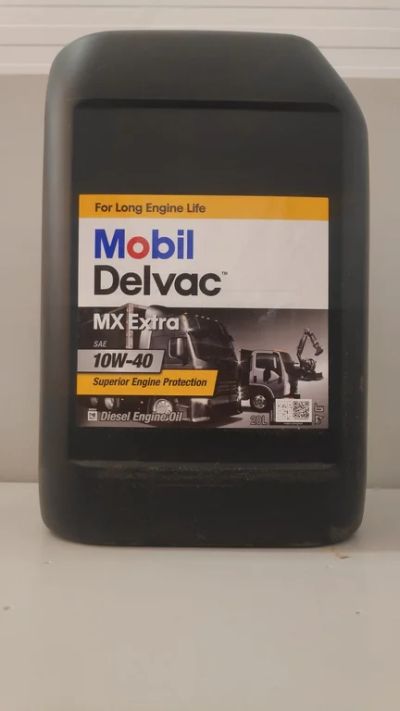 For Long Engine Life
Mobil
Delvac™
MX Extra
SAE
10W-40
Superior Engine Protection
Diesel Engine Oil
20L